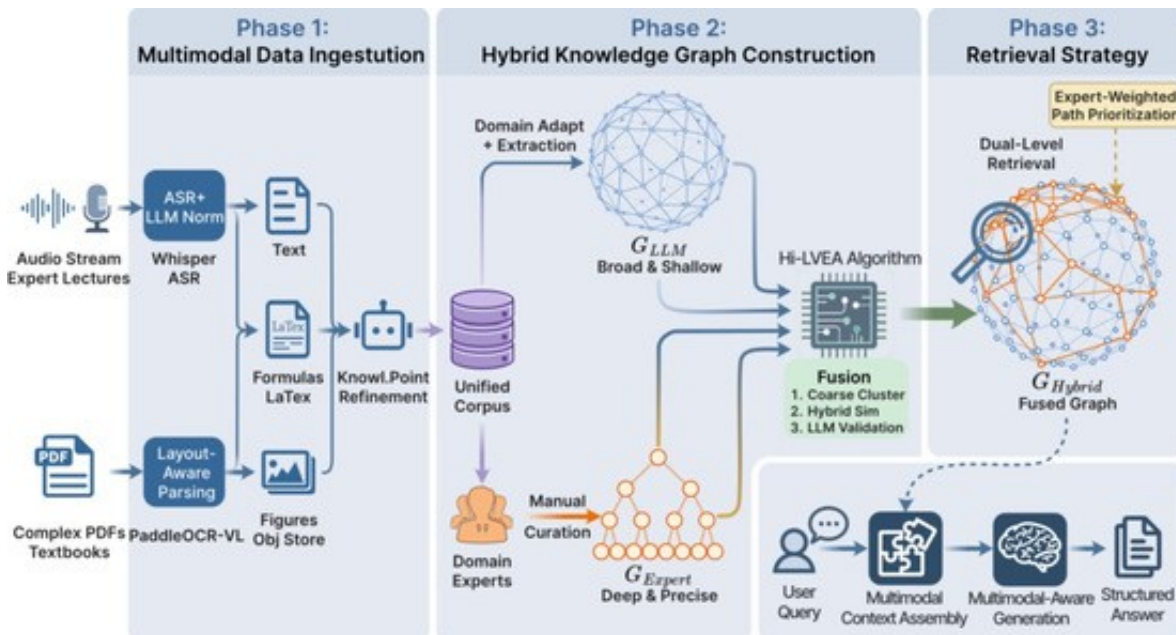 Phase 1:
Multimodal Data Ingestution
Phase 2:
Hybrid Knowledge Graph Construction
Phase 3:
Retrieval Strategy
Audio Stream
Expert Lectures
ASR+
LLM Norm
Whisper
ASR
Text
LaTex
Formulas
LaTex
Knowl.Point
Refinement
PDF
Complex PDFs
Textbooks
Layout-
Aware
Parsing
PaddleOCR-VL
Figures
Obj Store
Domain Adapt
+ Extraction
Unified
Corpus
Domain
Experts
Manual
Curation
G_LLM
Broad & Shallow
G_Expert
Deep & Precise
Hi-LVEA Algorithm
Fusion
1. Coarse Cluster
2. Hybrid Sim
3. LLM Validation
Expert-Weighted
Path Prioritization
Dual-Level
Retrieval
G_Hybrid
Fused Graph
User
Query
Multimodal
Context Assembly
Multimodal-Aware
Generation
Structured
Answer